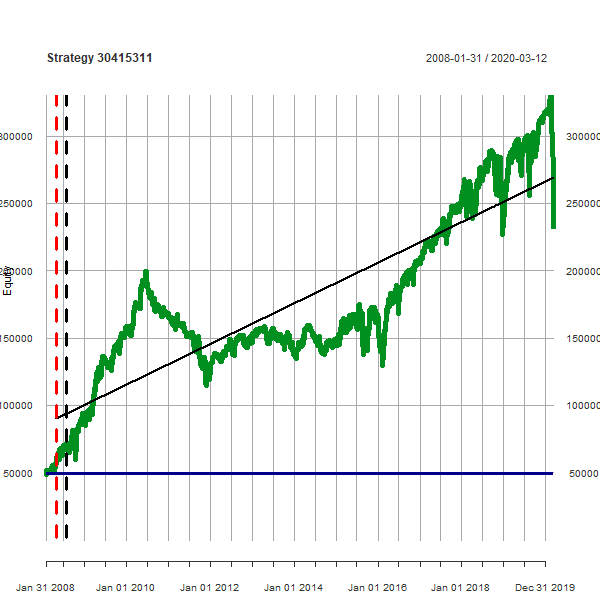 Strategy 30415311
2008-01-31 / 2020-03-12
300000
300000
250000
250000
200000
200000
Equity
150000
150000
100000
100000
50000
50000
Jan 31 2008
Jan 01 2010
Jan 01 2012
Jan 01 2014
Jan 01 2016
Jan 01 2018
Dec 31 2019